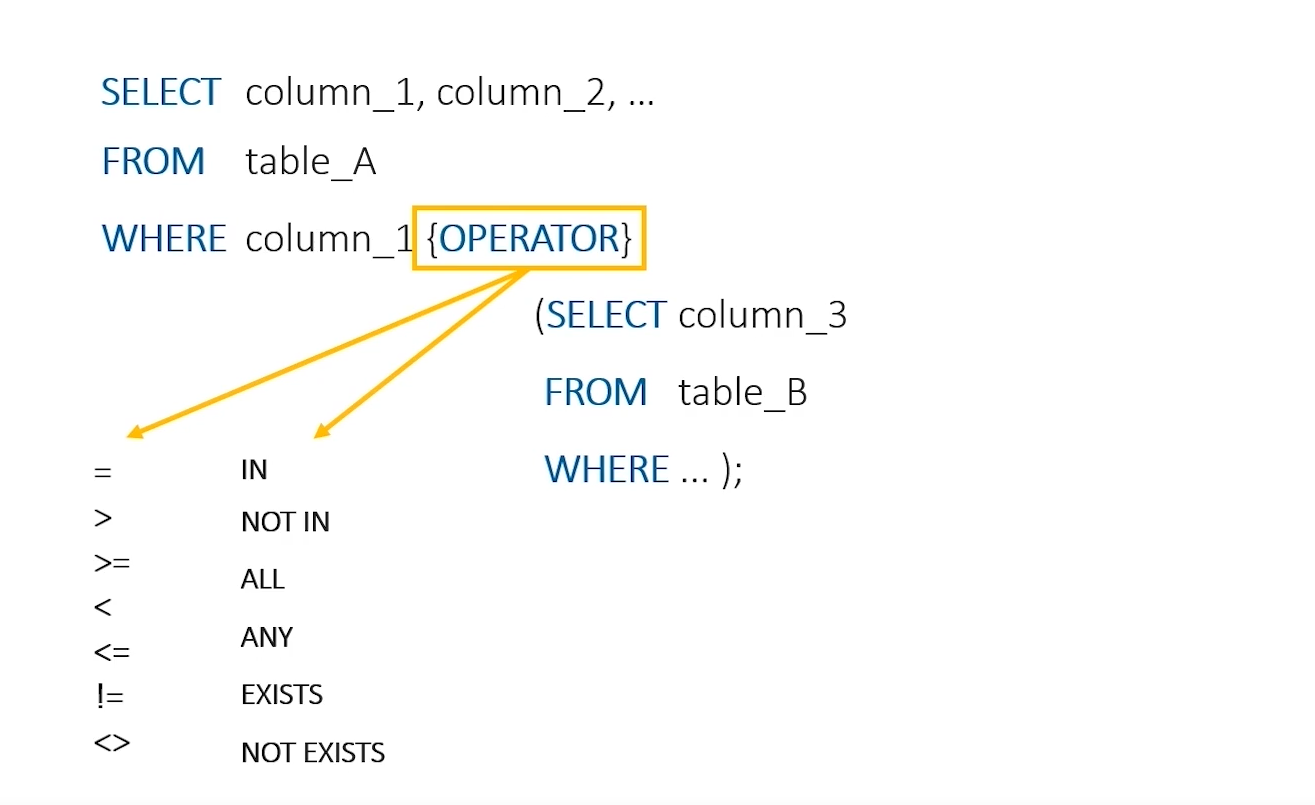 SELECT column_1, column_2, ...
FROM table_A
WHERE column_1 {OPERATOR}
(SELECT column_3
FROM table_B
WHERE ... );
=
>
>=
<
<=
!=
<>
IN
NOT IN
ALL
ANY
EXISTS
NOT EXISTS